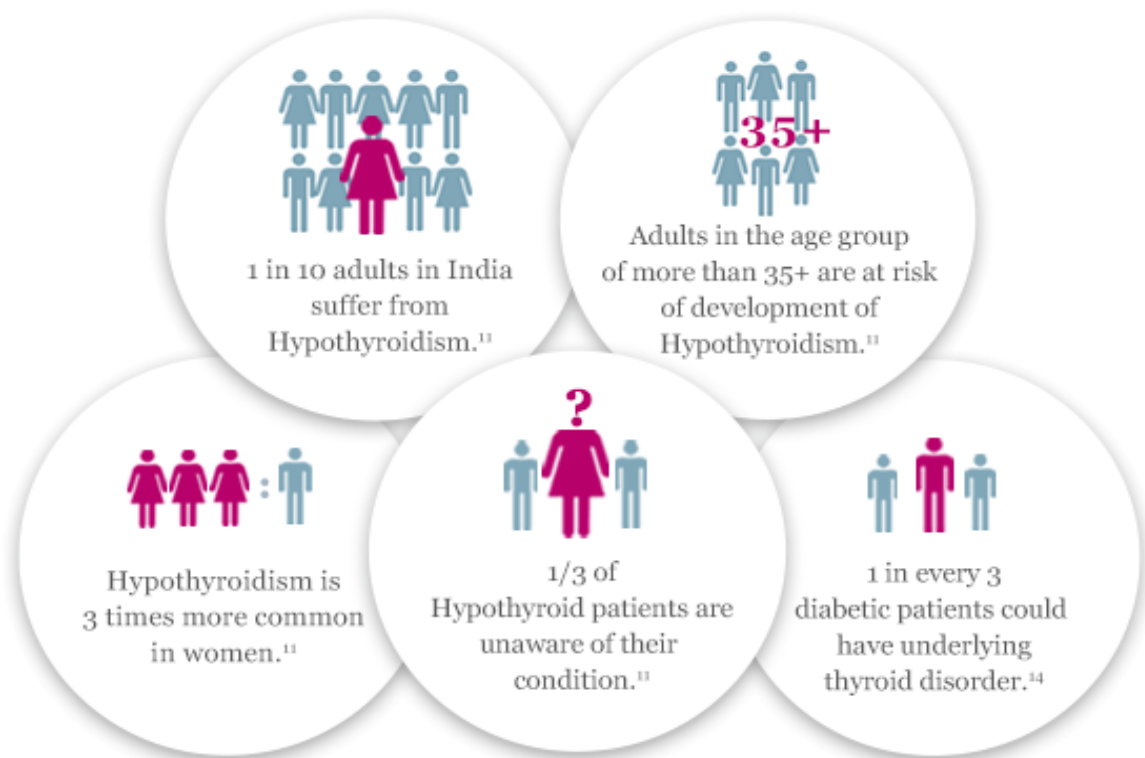 1 in 10 adults in India
suffer from
Hypothyroidism.¹¹
35+
Adults in the age group
of more than 35+ are at risk
of development of
Hypothyroidism.¹¹
:
Hypothyroidism is
3 times more common
in women.¹¹
?
1/3 of
Hypothyroid patients are
unaware of their
condition.¹¹
1 in every 3
diabetic patients could
have underlying
thyroid disorder.¹⁴